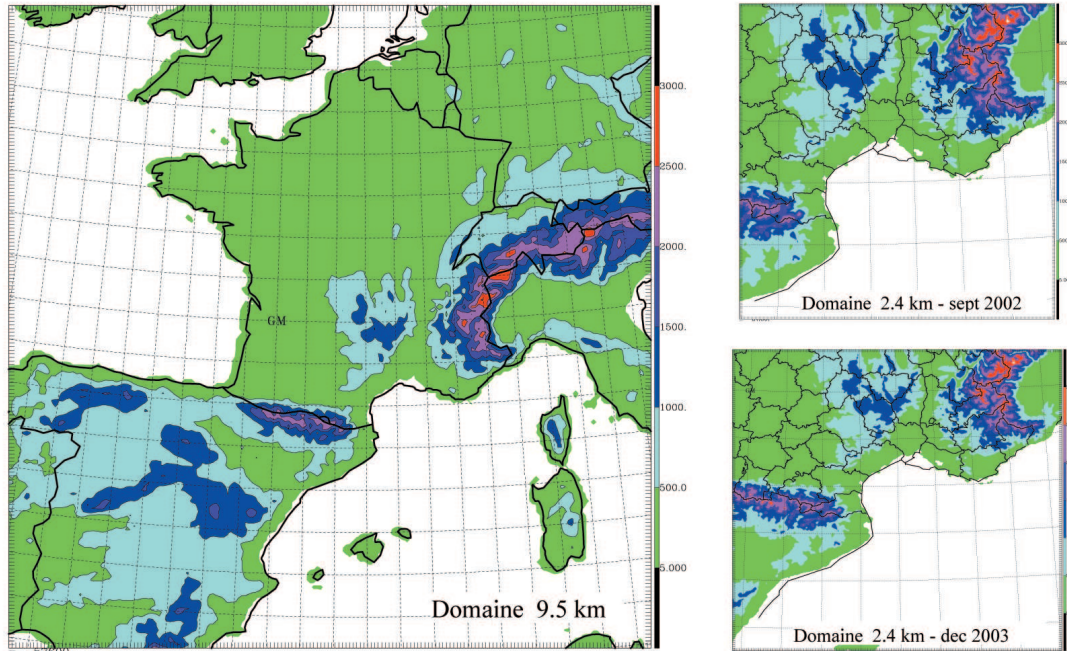 3000.
2500.
2000.
1500.
1000.
500.0
5.000
GM
Domaine 9.5 km
Domaine 2.4 km - sept 2002
Domaine 2.4 km - dec 2003